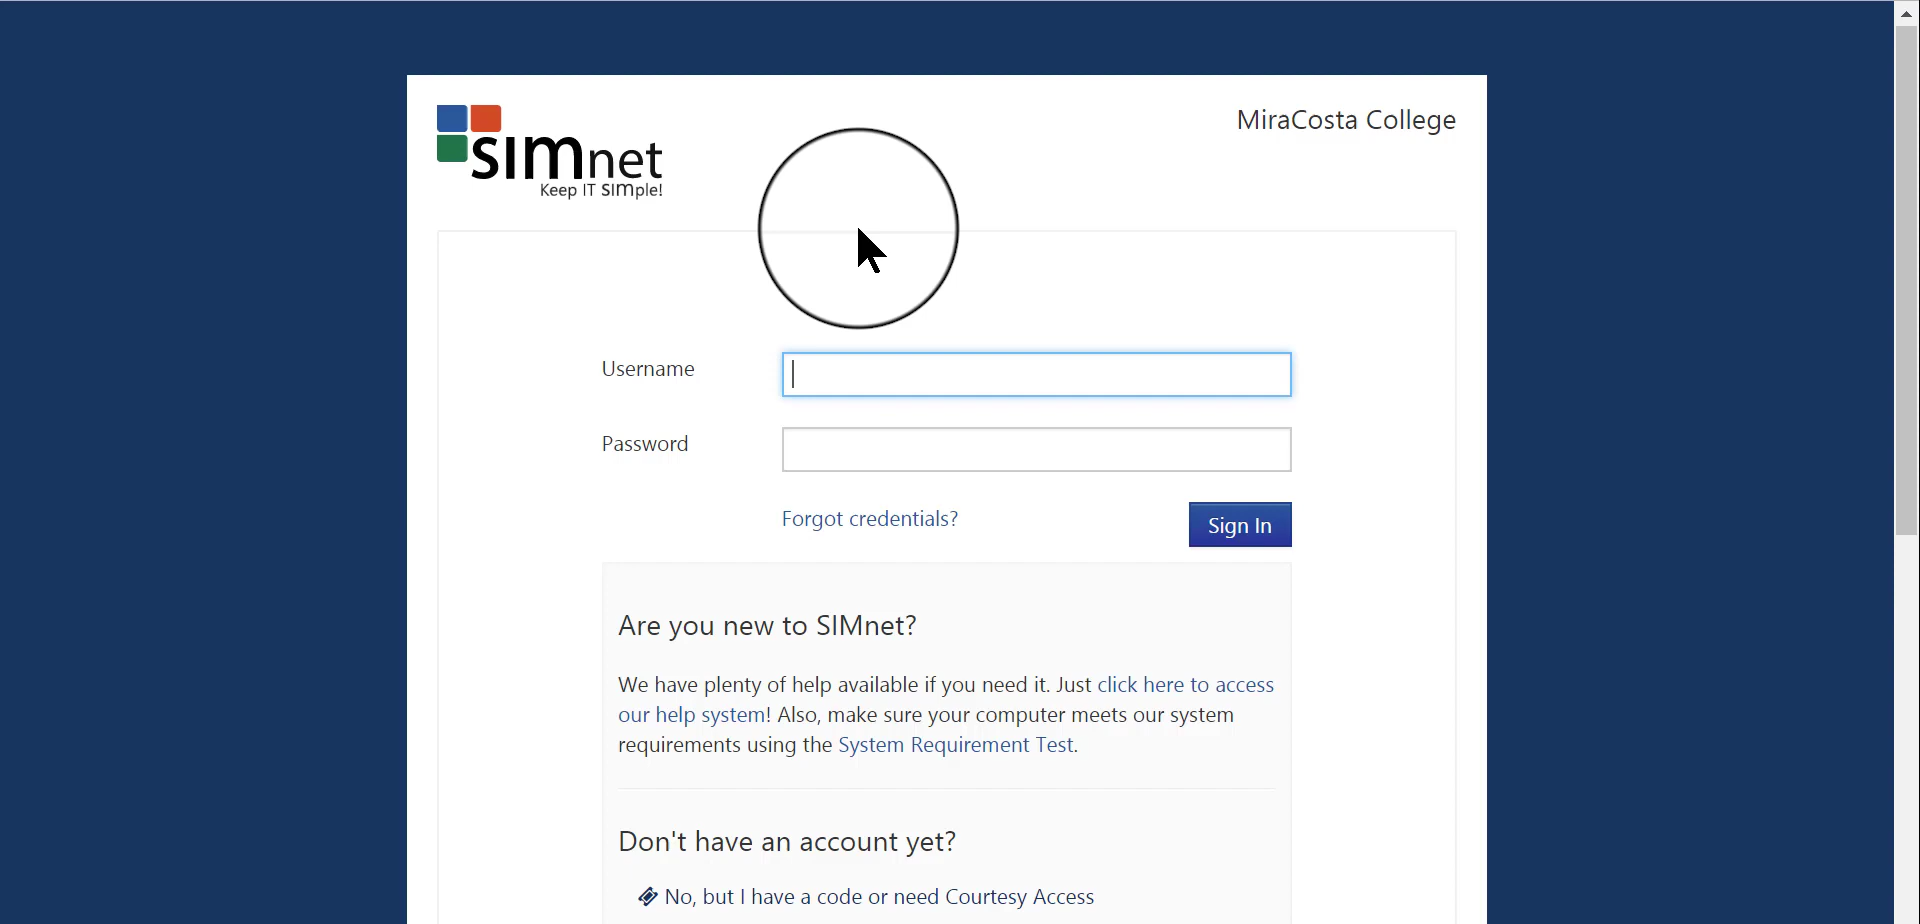 MiraCosta College
sımnet
Keep IT SIMple!
Username
Password
Forgot credentials?
Sign In
Are you new to SIMnet?
We have plenty of help available if you need it. Just click here to access
our help system! Also, make sure your computer meets our system
requirements using the System Requirement Test.
Don't have an account yet?
No, but I have a code or need Courtesy Access